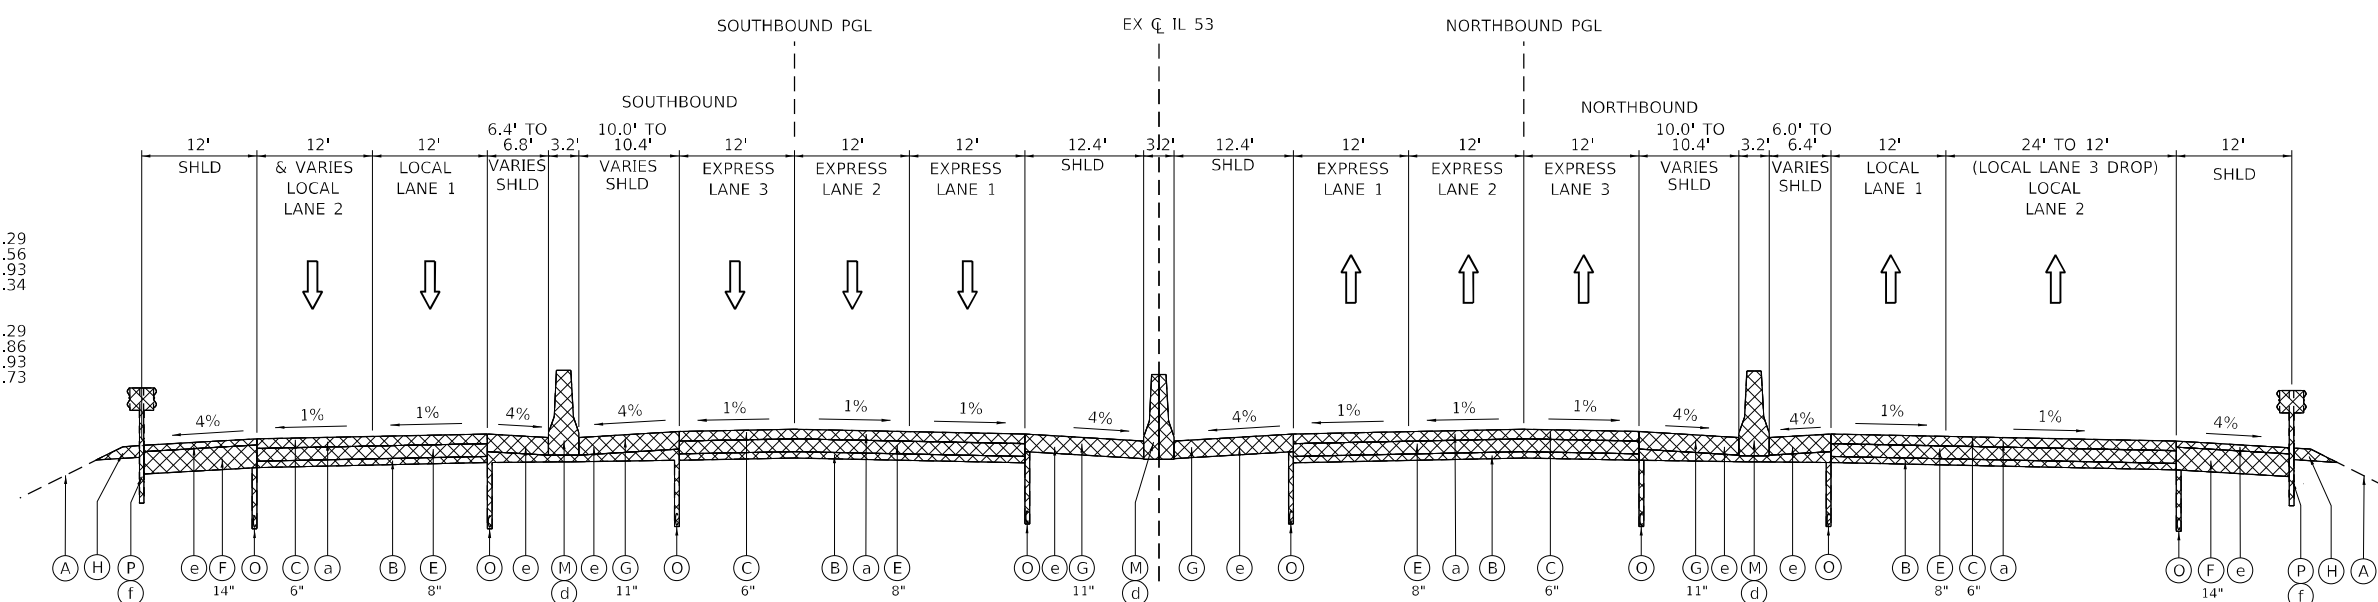 SOUTHBOUND PGL
EX ℄ IL 53
NORTHBOUND PGL
SOUTHBOUND
NORTHBOUND
12'
SHLD
12'
& VARIES
LOCAL
LANE 2
12'
LOCAL
LANE 1
6.4' TO
6.8'
VARIES
SHLD
3.2'
10.0' TO
10.4'
VARIES
SHLD
12'
EXPRESS
LANE 3
12'
EXPRESS
LANE 2
12'
EXPRESS
LANE 1
12.4'
SHLD
3.2'
12.4'
SHLD
12'
EXPRESS
LANE 1
12'
EXPRESS
LANE 2
12'
EXPRESS
LANE 3
10.0' TO
10.4'
VARIES
SHLD
3.2'
6.0' TO
6.4'
VARIES
SHLD
12'
LOCAL
LANE 1
24' TO 12'
(LOCAL LANE 3 DROP)
LOCAL
LANE 2
12'
SHLD
.29
.56
.93
.34
.29
.86
.93
.73
4% 1% 1% 4% 4% 1% 1% 1% 4% 4% 1% 1% 1% 4% 4% 1% 1% 4%
A H P e F O C a B E O e M e G O C B a E O e G M G e O E a B C O G e M e O B E C a O F e P H A
f 14" 6" 8" d 11" 6" 8" 11" d 8" 6" 11" d 8" 6" 14" f